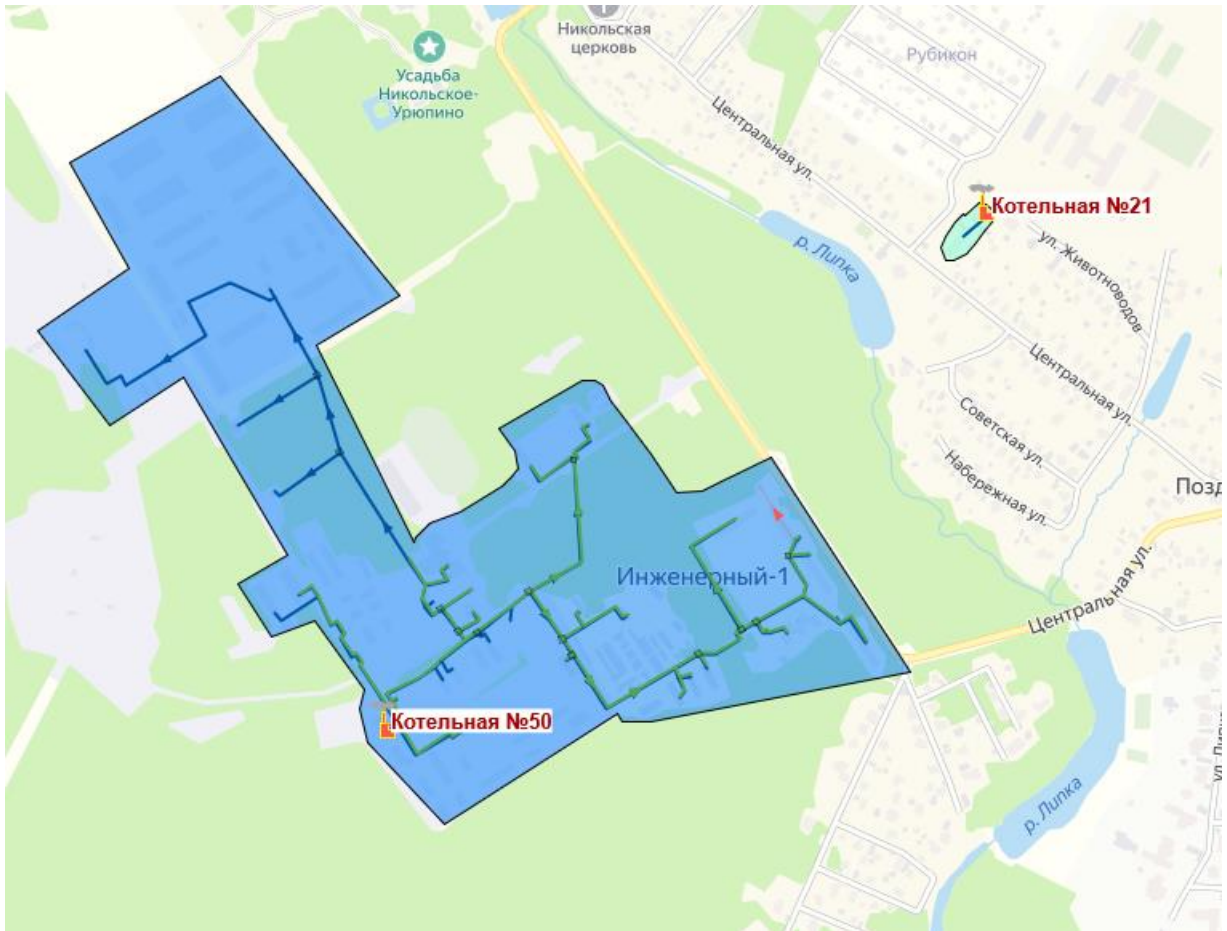 Никольская
церковь
Рубикон
Усадьба
Никольское-
Урюпино
Центральная ул.
Котельная №21
р. Липка
ул. Животноводов
Центральная ул.
Советская ул.
Набережная ул.
Позд
Инженерный-1
Центральная ул.
Котельная №50
р. Липка